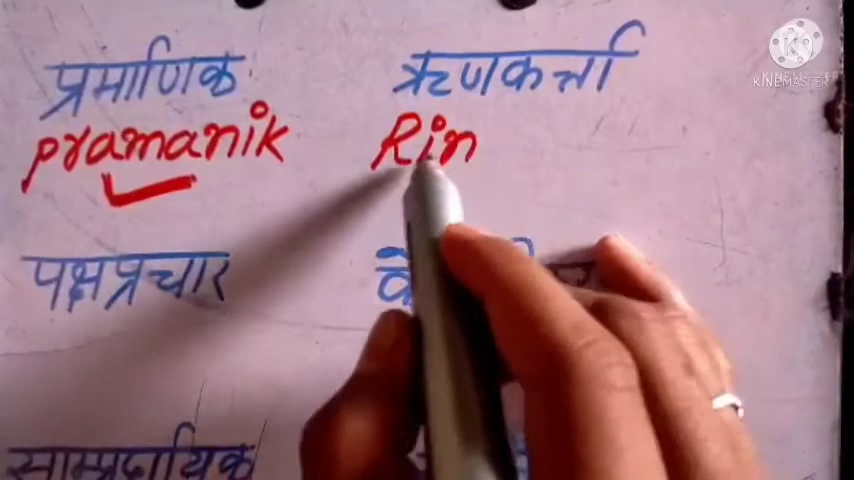 प्रमार्णिक ऋणकर्त्ता
pramanik Rin
पक्षप्रचार
साम्प्रदायिक
KINEMASTER